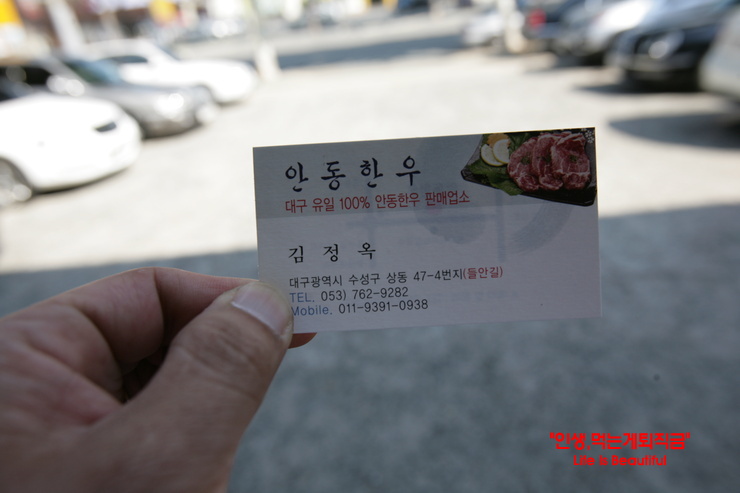 안동한우
대구 유일 100% 안동한우 판매업소
김정옥
대구광역시 수성구 상동 47-4번지(들안길)
TEL. 053) 762-9282
Mobile. 011-9391-0938
"인생,먹는게퇴직금"
Life is Beautiful